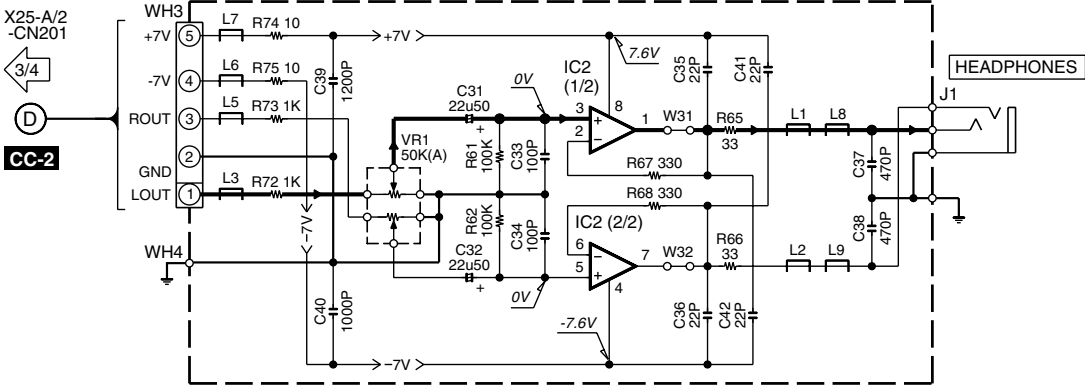 X25-A/2
-CN201
3/4
D
CC-2
WH3
+7V
5
-7V
4
ROUT
3
2
GND
LOUT
1
WH4
L7
R74 10
L6
R75 10
L5
R73 1K
L3
R72 1K
C39
1200P
C40
1000P
-7V
+7V
-7V
VR1
50K(A)
C31
22u50
+
C32
22u50
+
R61
100K
R62
100K
C33
100P
C34
100P
0V
0V
7.6V
-7.6V
IC2
(1/2)
3
+
2
-
8
1
W31
IC2 (2/2)
6
-
5
+
7
4
W32
R67 330
R68 330
C35
22P
C41
22P
C36
22P
C42
22P
R65
33
R66
33
L1
L8
L2
L9
C37
470P
C38
470P
HEADPHONES
J1